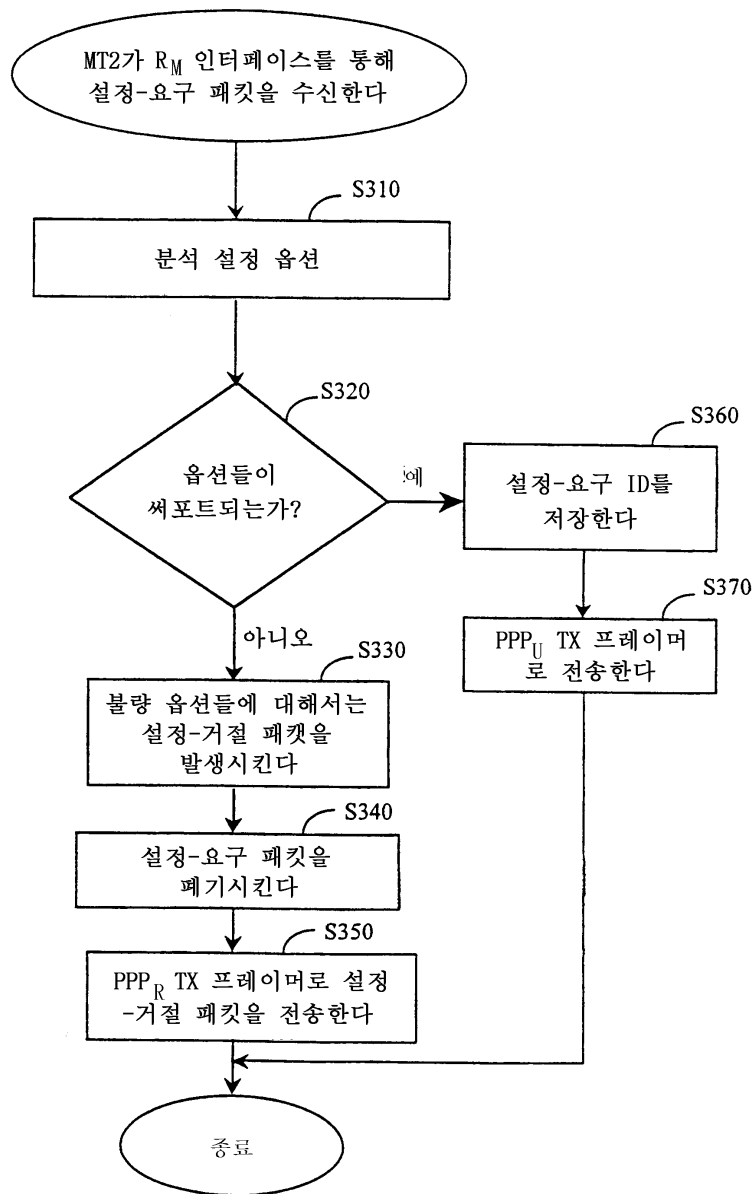 MT2가 RM 인터페이스를 통해
설정-요구 패킷을 수신한다
S310
분석 설정 옵션
S320
옵션들이
써포트되는가?
예
S360
설정-요구 ID를
저장한다
S370
PPPU TX 프레이머
로 전송한다
아니오
S330
불량 옵션들에 대해서는
설정-거절 패캣을
발생시킨다
S340
설정-요구 패킷을
폐기시킨다
S350
PPPR TX 프레이머로 설정
-거절 패킷을 전송한다
종료